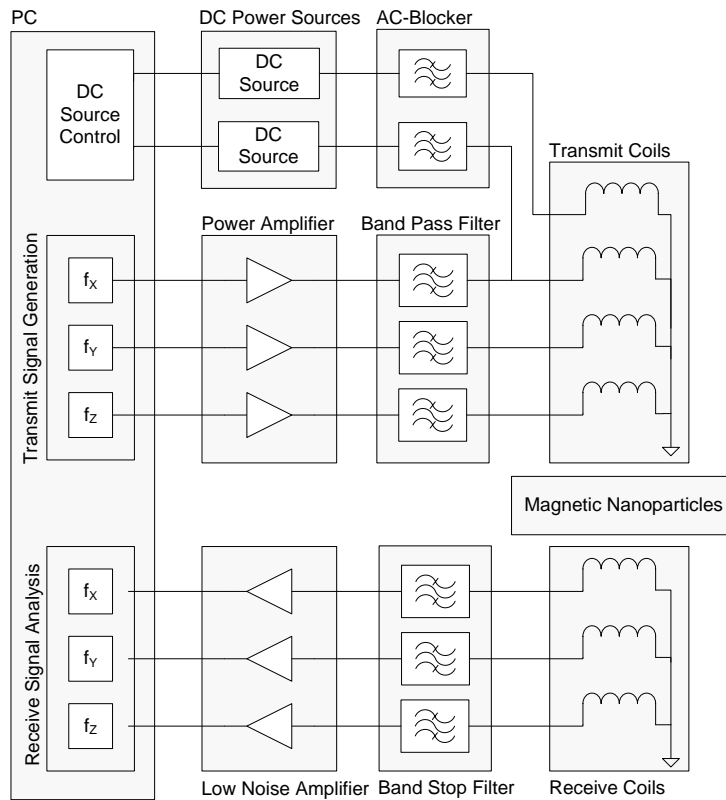 PC
DC Power Sources
AC-Blocker
DC
Source
Control
DC
Source
DC
Source
Transmit Coils
Power Amplifier
Band Pass Filter
Transmit Signal Generation
fX
fY
fZ
Magnetic Nanoparticles
Receive Signal Analysis
fX
fY
fZ
Low Noise Amplifier
Band Stop Filter
Receive Coils